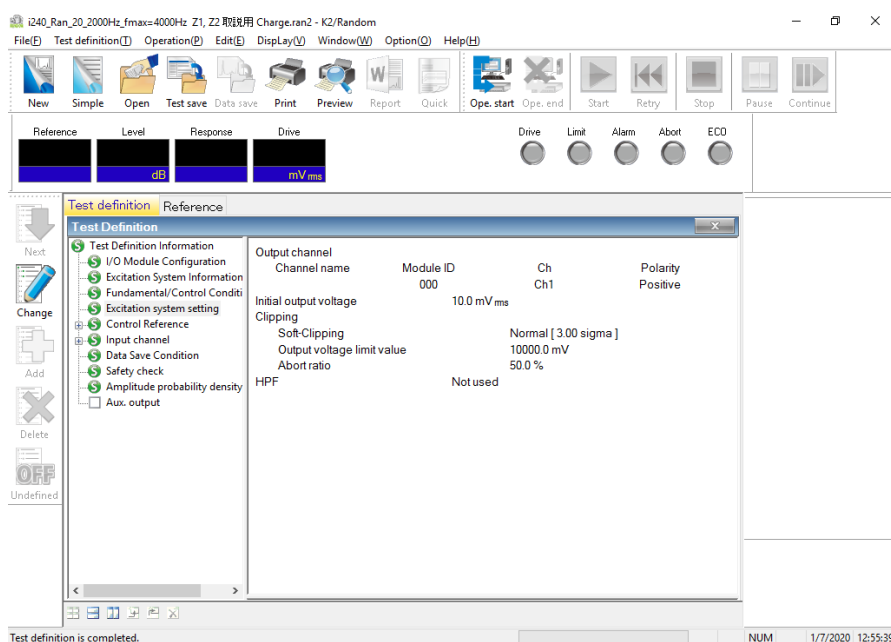 i240_Ran_20_2000Hz_fmax=4000Hz Z1, Z2 取説用 Charge.ran2 - K2/Random
File(F) Test definition(T) Operation(P) Edit(E) DispLay(V) Window(W) Option(O) Help(H)
New Simple Open Test save Data save Print Preview Report Quick Ope. start Ope. end Start Retry Stop Pause Continue
Reference Level Response Drive Drive Limit Alarm Abort ECO
dB mV rms
Test definition Reference
Test Definition
Next
Change
Add
Delete
OFF
Undefined
Test Definition Information
I/O Module Configuration
Excitation System Information
Fundamental/Control Conditi
Excitation system setting
Control Reference
Input channel
Data Save Condition
Safety check
Amplitude probability density
Aux. output
Output channel
Channel name Module ID Ch Polarity
000 Ch1 Positive
Initial output voltage 10.0 mV rms
Clipping
Soft-Clipping Normal [ 3.00 sigma ]
Output voltage limit value 10000.0 mV
Abort ratio 50.0 %
HPF Not used
Test definition is completed. NUM 1/7/2020 12:55:39